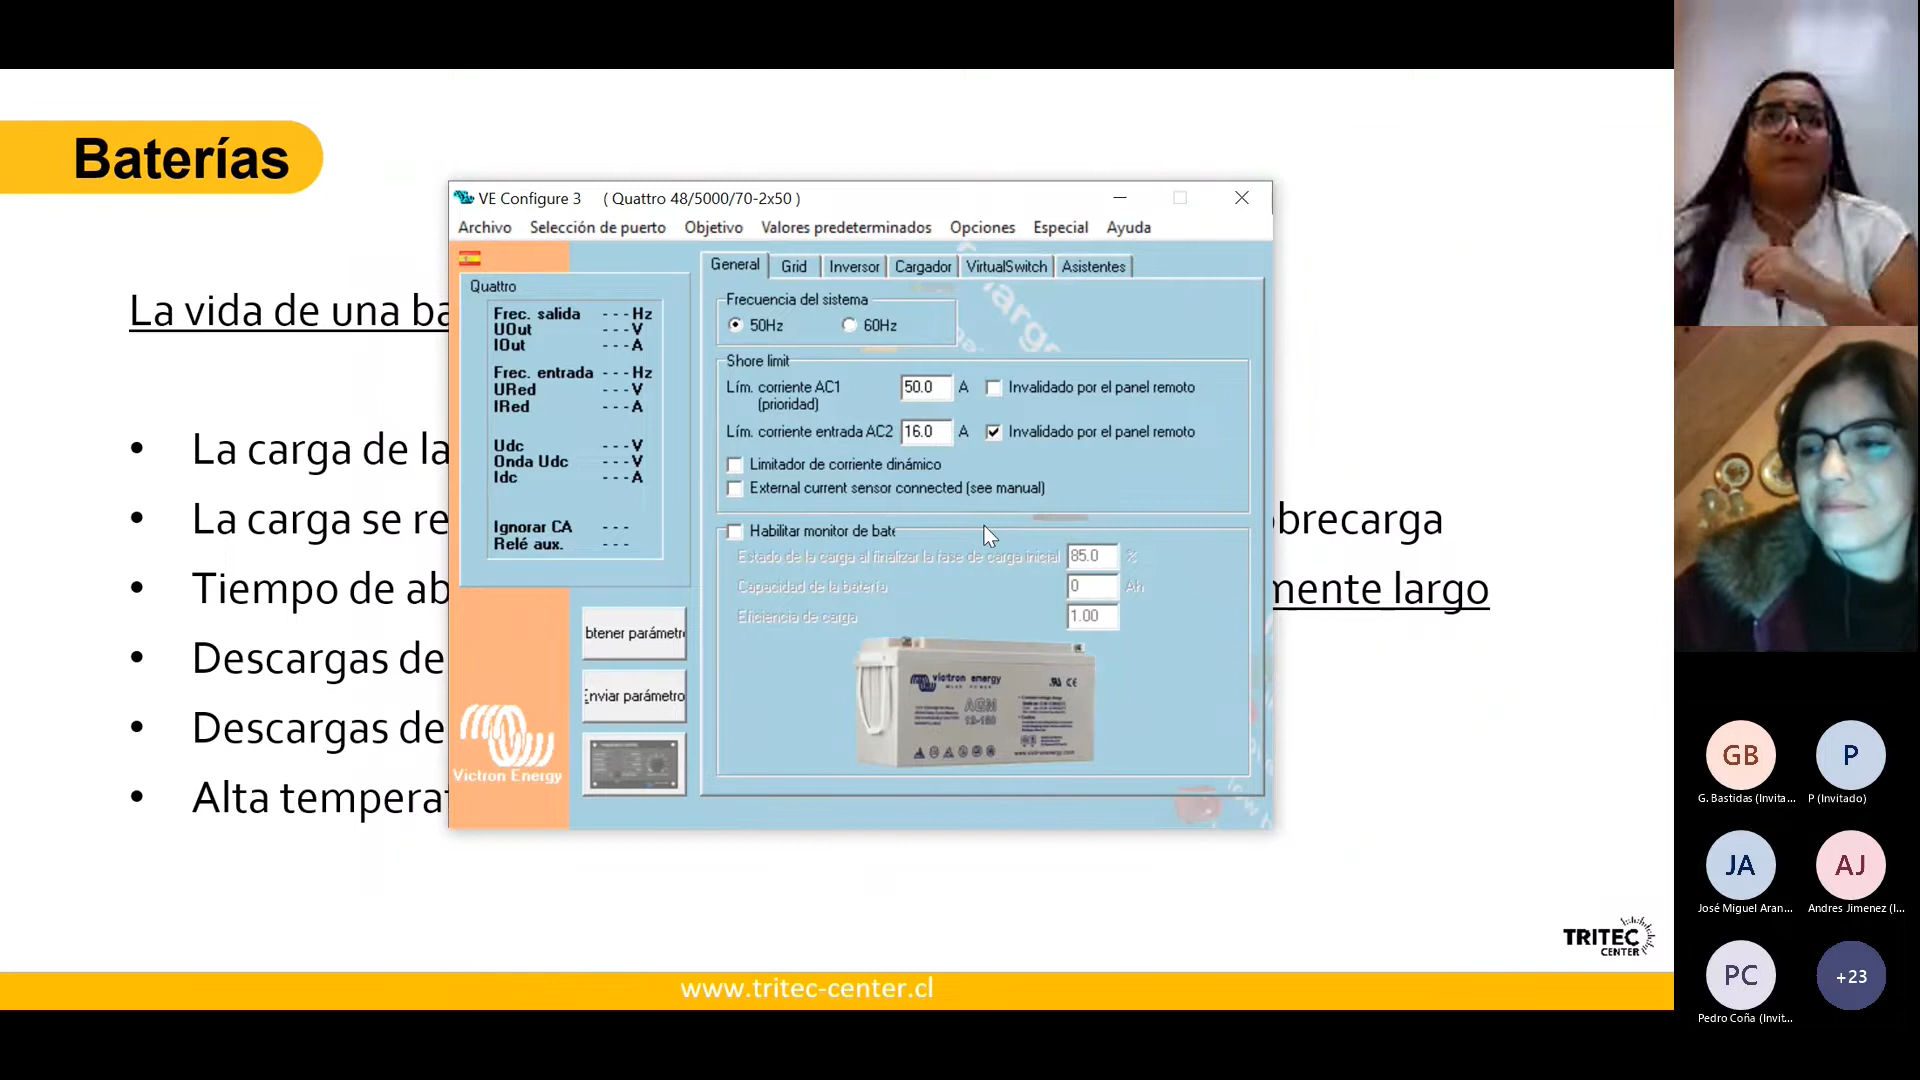 Baterías
La vida de una ba
La carga de la
La carga se re
obrecarga
Tiempo de ab
mente largo
Descargas de
Descargas de
Alta tempera
VE Configure 3 ( Quattro 48/5000/70-2x50 )
Archivo Selección de puerto Objetivo Valores predeterminados Opciones Especial Ayuda
General Grid Inversor Cargador VirtualSwitch Asistentes
Quattro
Frec. salida ---Hz
UOut ---V
IOut ---A
Frec. entrada ---Hz
URed ---V
IRed ---A
Udc ---V
Onda Udc ---V
Idc ---A
Ignorar CA ---
Relé aux. ---
btener parámetr
Enviar parámetro
Victron Energy
Frecuencia del sistema
50Hz 60Hz
Shore limit
Lím. corriente AC1 50.0 A Invalidado por el panel remoto
(prioridad)
Lím. corriente entrada AC2 16.0 A Invalidado por el panel remoto
Limitador de corriente dinámico
External current sensor connected (see manual)
Habilitar monitor de bate
Estado de la carga al finalizar la fase de carga inicial 85.0 %
Capacidad de la batería 0 Ah
Eficiencia de carga 1.00
victron energy
AGM
www.victronenergy.com
TRITEC
CENTER
www.tritec-center.cl
GB P
G. Bastidas (Invita... P (Invitado)
JA AJ
José Miguel Aran... Andres Jimenez (I...
PC +23
Pedro Coña (Invit...